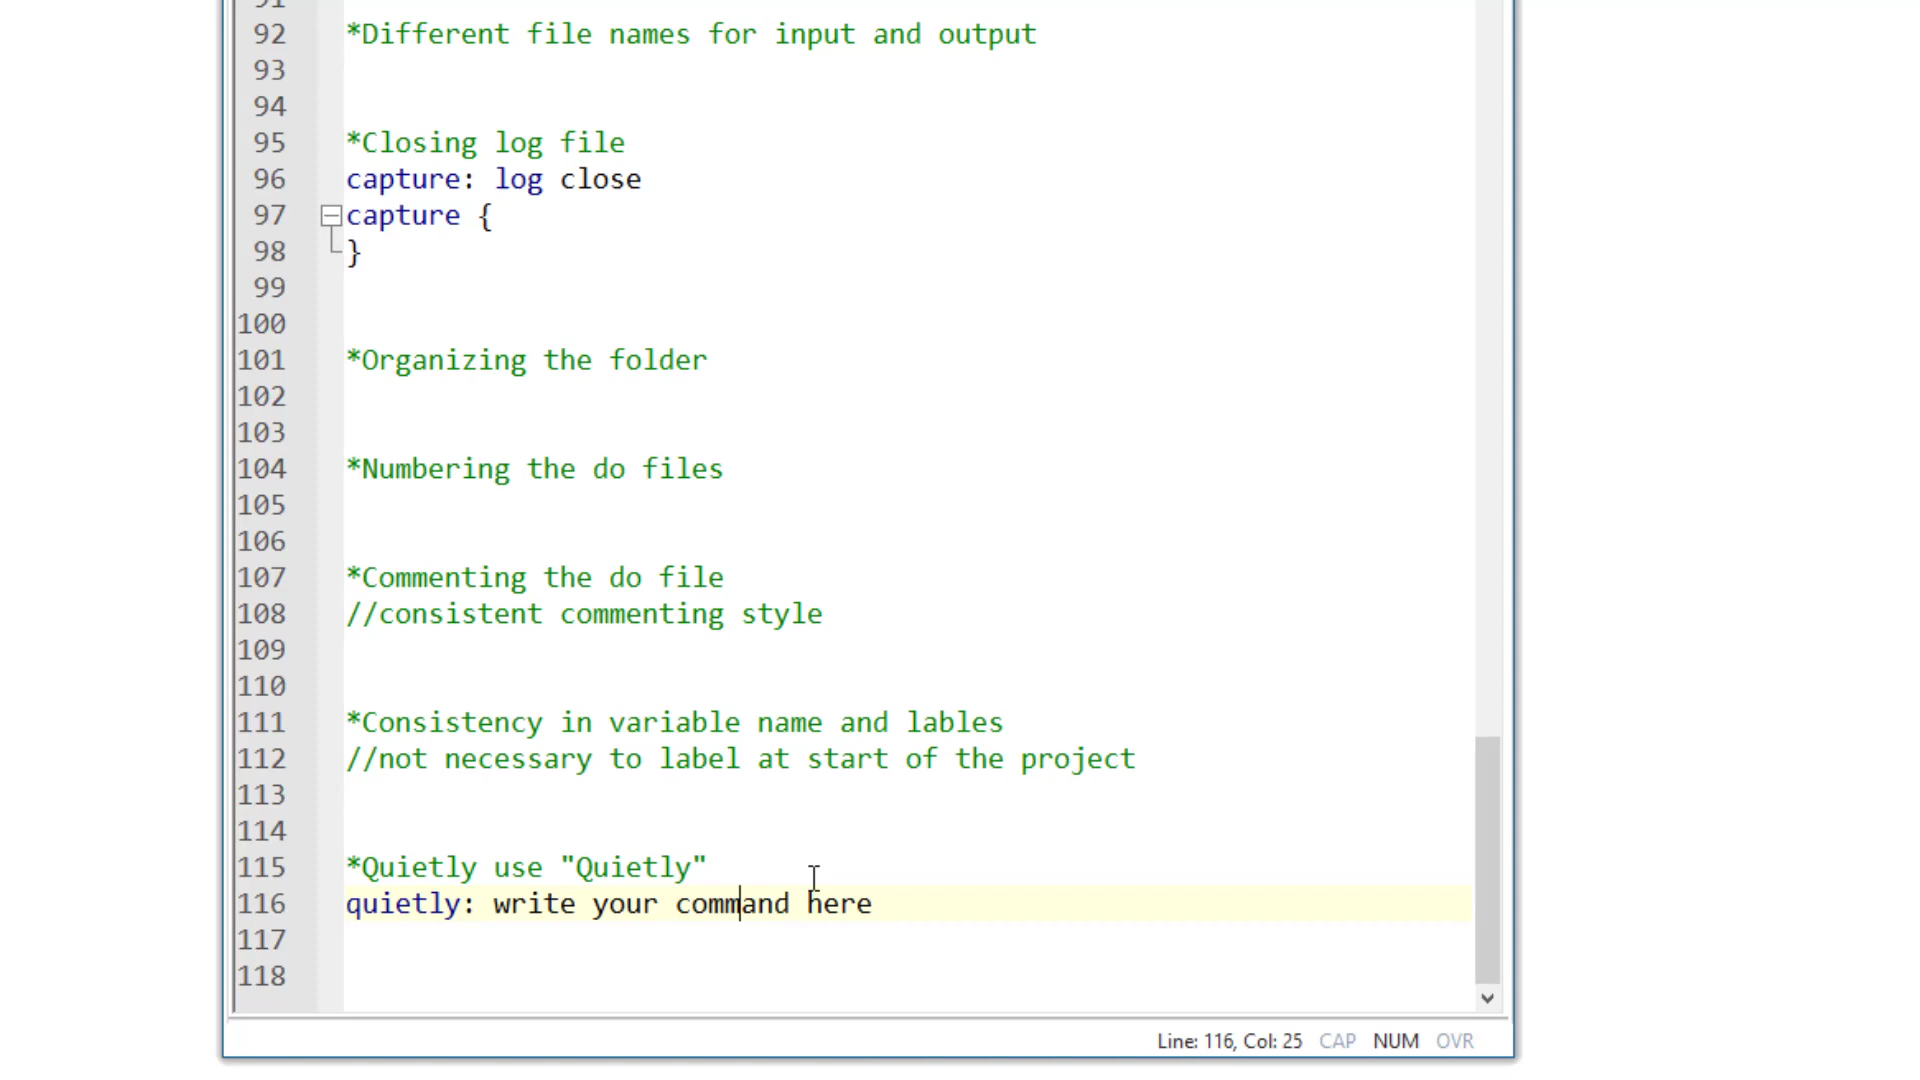 91
92 *Different file names for input and output
93
94
95 *Closing log file
96 capture: log close
97 capture {
98 }
99
100
101 *Organizing the folder
102
103
104 *Numbering the do files
105
106
107 *Commenting the do file
108 //consistent commenting style
109
110
111 *Consistency in variable name and lables
112 //not necessary to label at start of the project
113
114
115 *Quietly use "Quietly"
116 quietly: write your command here
117
118
Line: 116, Col: 25 CAP NUM OVR